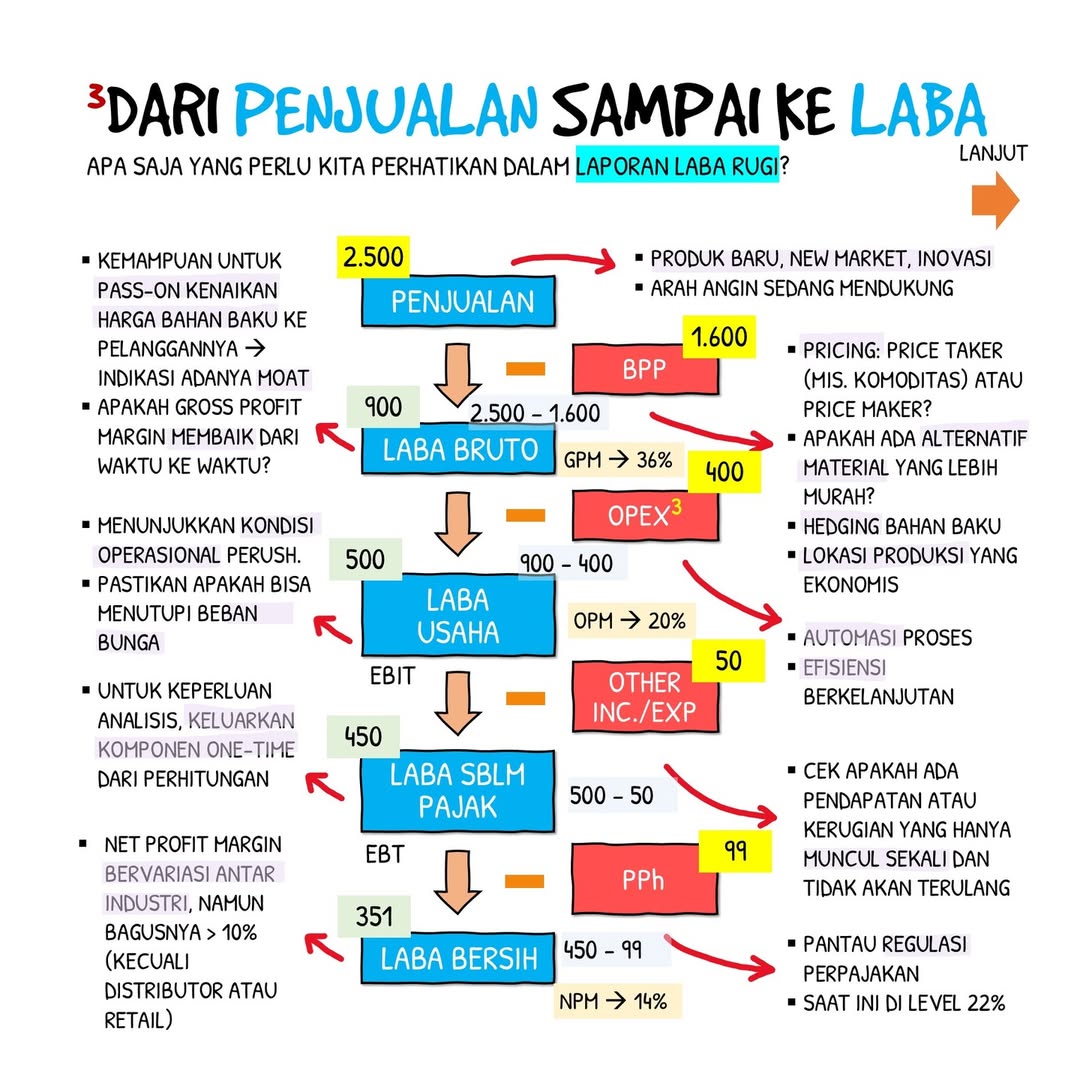 ³DARI PENJUALAN SAMPAI KE LABA
APA SAJA YANG PERLU KITA PERHATIKAN DALAM LAPORAN LABA RUGI?
LANJUT
▪ KEMAMPUAN UNTUK
PASS-ON KENAIKAN
HARGA BAHAN BAKU KE
PELANGGANNYA →
INDIKASI ADANYA MOAT
▪ APAKAH GROSS PROFIT
MARGIN MEMBAIK DARI
WAKTU KE WAKTU?
2.500
PENJUALAN
▪ PRODUK BARU, NEW MARKET, INOVASI
▪ ARAH ANGIN SEDANG MENDUKUNG
1.600
BPP
▪ PRICING: PRICE TAKER
(MIS. KOMODITAS) ATAU
PRICE MAKER?
▪ APAKAH ADA ALTERNATIF
MATERIAL YANG LEBIH
MURAH?
▪ HEDGING BAHAN BAKU
▪ LOKASI PRODUKSI YANG
EKONOMIS
900
2.500 – 1.600
LABA BRUTO
GPM → 36%
400
OPEX³
▪ MENUNJUKKAN KONDISI
OPERASIONAL PERUSH.
▪ PASTIKAN APAKAH BISA
MENUTUPI BEBAN
BUNGA
500
900 – 400
LABA
USAHA
OPM → 20%
EBIT
▪ AUTOMASI PROSES
▪ EFISIENSI
BERKELANJUTAN
50
OTHER
INC./EXP
▪ UNTUK KEPERLUAN
ANALISIS, KELUARKAN
KOMPONEN ONE-TIME
DARI PERHITUNGAN
450
LABA SBLM
PAJAK
500 – 50
EBT
▪ CEK APAKAH ADA
PENDAPATAN ATAU
KERUGIAN YANG HANYA
MUNCUL SEKALI DAN
TIDAK AKAN TERULANG
99
PPh
▪ NET PROFIT MARGIN
BERVARIASI ANTAR
INDUSTRI, NAMUN
BAGUSNYA > 10%
(KECUALI
DISTRIBUTOR ATAU
RETAIL)
351
LABA BERSIH
450 – 99
NPM → 14%
▪ PANTAU REGULASI
PERPAJAKAN
▪ SAAT INI DI LEVEL 22%